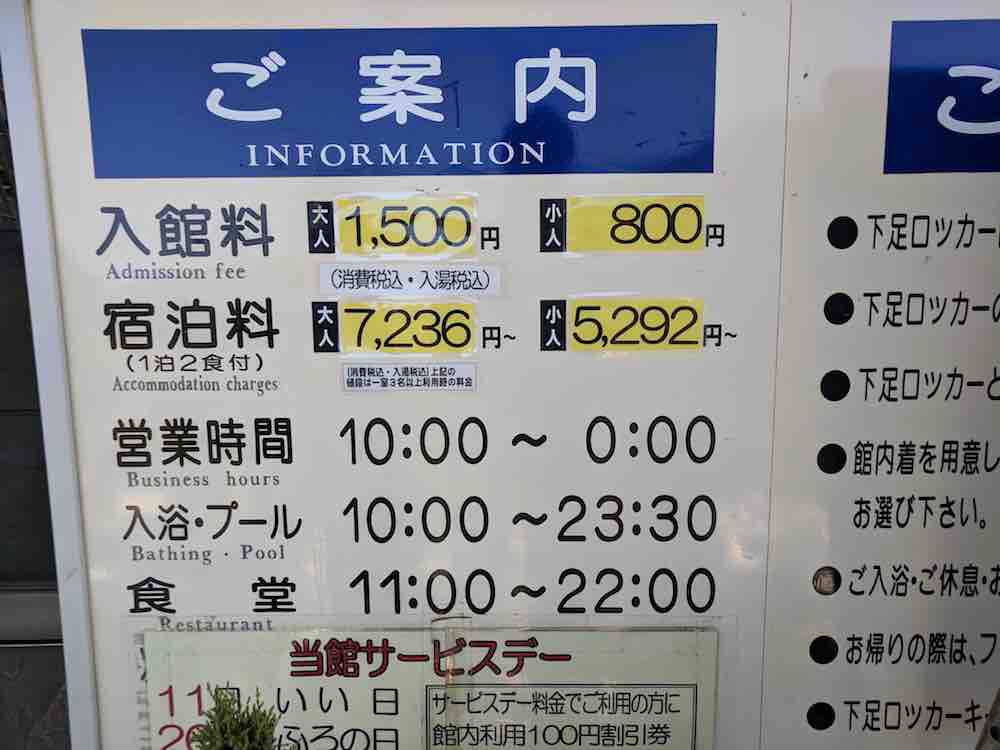 ご案内
INFORMATION
入館料 大人 1,500円 小人 800円
Admission fee
(消費税込・入湯税込)
宿泊料 大人 7,236円~ 小人 5,292円~
(1泊2食付)
Accommodation charges
(消費税込・入湯税込)上記の
値段は一室3名以上利用時の料金
営業時間 10:00 ~ 0:00
Business hours
入浴・プール 10:00 ~ 23:30
Bathing・Pool
食堂 11:00 ~ 22:00
Restaurant
当館サービスデー
11日 いい日
ふろの日
サービスデー料金でご利用の方に
館内利用100円割引券
ご
●下足ロッカー
●下足ロッカーの
●下足ロッカーと
●館内着を用意し
お選び下さい。
ご入浴・ご休息・お
●お帰りの際は、フ
●下足ロッカーキー